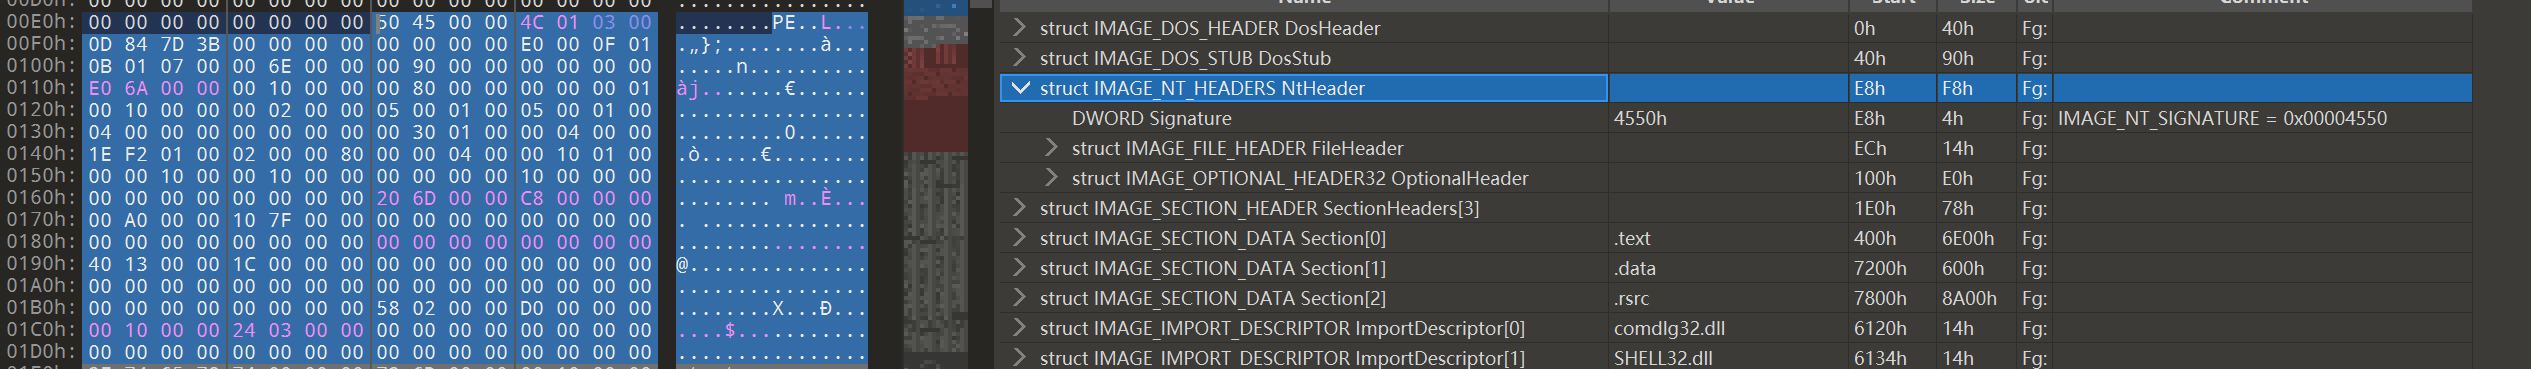 Name Value Start Size Comment
00E0h: 00 00 00 00 00 00 00 00 50 45 00 00 4C 01 03 00 ........PE..L...
00F0h: 0D 84 7D 3B 00 00 00 00 00 00 00 00 E0 00 0F 01 .„};........à...
0100h: 0B 01 07 00 00 6E 00 00 00 90 00 00 00 00 00 00 .....n..........
0110h: E0 6A 00 00 00 10 00 00 00 80 00 00 00 00 00 01 àj.......€......
0120h: 00 10 00 00 00 02 00 00 05 00 01 00 05 00 01 00 ................
0130h: 04 00 00 00 00 00 00 00 00 30 01 00 00 04 00 00 .........0......
0140h: 1E F2 01 00 02 00 00 80 00 00 04 00 00 10 01 00 .ò.....€........
0150h: 00 00 10 00 00 10 00 00 00 00 00 00 10 00 00 00 ................
0160h: 00 00 00 00 00 00 00 00 20 6D 00 00 C8 00 00 00 ........ m..È...
0170h: 00 A0 00 00 10 7F 00 00 00 00 00 00 00 00 00 00 . ..............
0180h: 00 00 00 00 00 00 00 00 00 00 00 00 00 00 00 00 ................
0190h: 40 13 00 00 1C 00 00 00 00 00 00 00 00 00 00 00 @...............
01A0h: 00 00 00 00 00 00 00 00 00 00 00 00 00 00 00 00 ................
01B0h: 00 00 00 00 00 00 00 00 58 02 00 00 D0 00 00 00 ........X...Ð...
01C0h: 00 10 00 00 24 03 00 00 00 00 00 00 00 00 00 00 ....$...........
01D0h: 00 00 00 00 00 00 00 00 00 00 00 00 00 00 00 00 ................
struct IMAGE_DOS_HEADER DosHeader 0h 40h Fg:
struct IMAGE_DOS_STUB DosStub 40h 90h Fg:
struct IMAGE_NT_HEADERS NtHeader E8h F8h Fg:
DWORD Signature 4550h E8h 4h Fg: IMAGE_NT_SIGNATURE = 0x00004550
struct IMAGE_FILE_HEADER FileHeader ECh 14h Fg:
struct IMAGE_OPTIONAL_HEADER32 OptionalHeader 100h E0h Fg:
struct IMAGE_SECTION_HEADER SectionHeaders[3] 1E0h 78h Fg:
struct IMAGE_SECTION_DATA Section[0] .text 400h 6E00h Fg:
struct IMAGE_SECTION_DATA Section[1] .data 7200h 600h Fg:
struct IMAGE_SECTION_DATA Section[2] .rsrc 7800h 8A00h Fg:
struct IMAGE_IMPORT_DESCRIPTOR ImportDescriptor[0] comdlg32.dll 6120h 14h Fg:
struct IMAGE_IMPORT_DESCRIPTOR ImportDescriptor[1] SHELL32.dll 6134h 14h Fg: